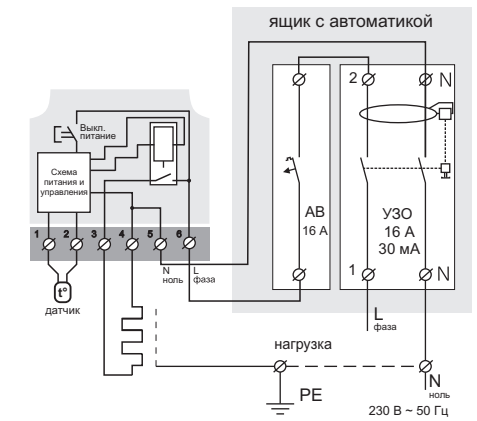 ящик с автоматикой
2
N
Выкл.
питание
Схема
питания и
управления
АВ
16 А
УЗО
16 А
30 мА
1
2
3
4
5
6
N
ноль
L
фаза
1
N
t°
датчик
L
фаза
нагрузка
PE
N
ноль
230 В ~ 50 Гц